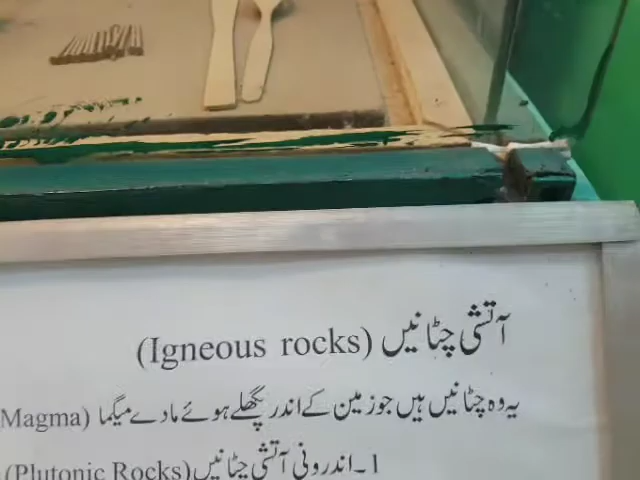 آتشی چٹانیں (Igneous rocks)
یہ وہ چٹانیں ہیں جو زمین کے اندر پگھلے ہوئے مادے میگما (Magma
1۔اندرونی آتشی چٹانیں(Plutonic Rocks)